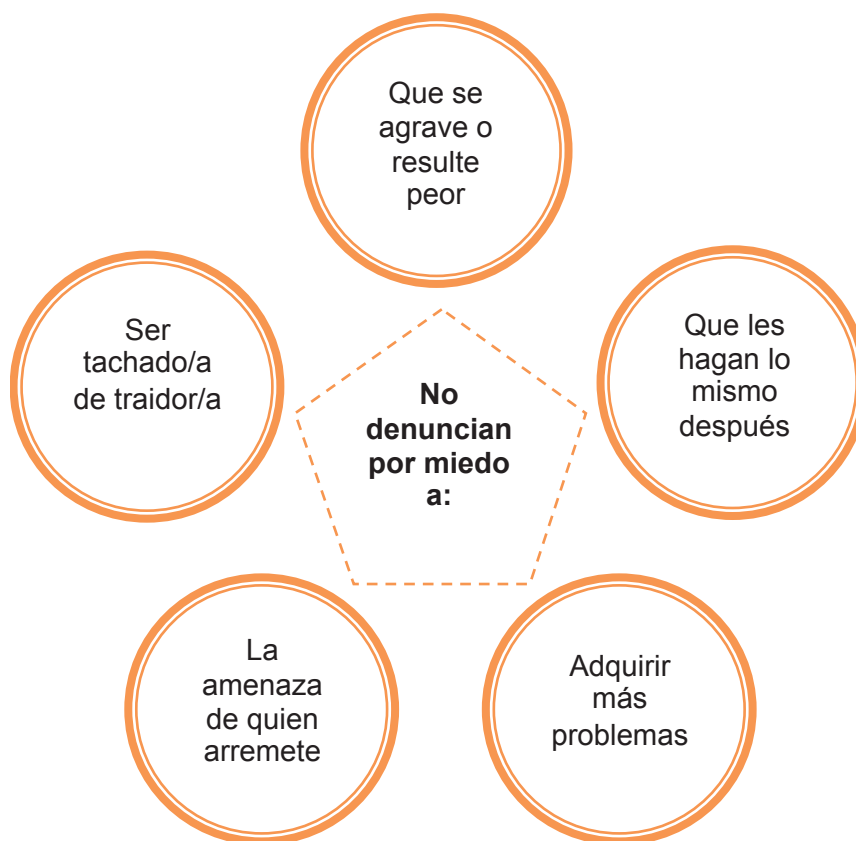 Que se
agrave o
resulte
peor
Ser
tachado/a
de traidor/a
Que les
hagan lo
mismo
después
No
denuncian
por miedo
a:
La
amenaza
de quien
arremete
Adquirir
más
problemas